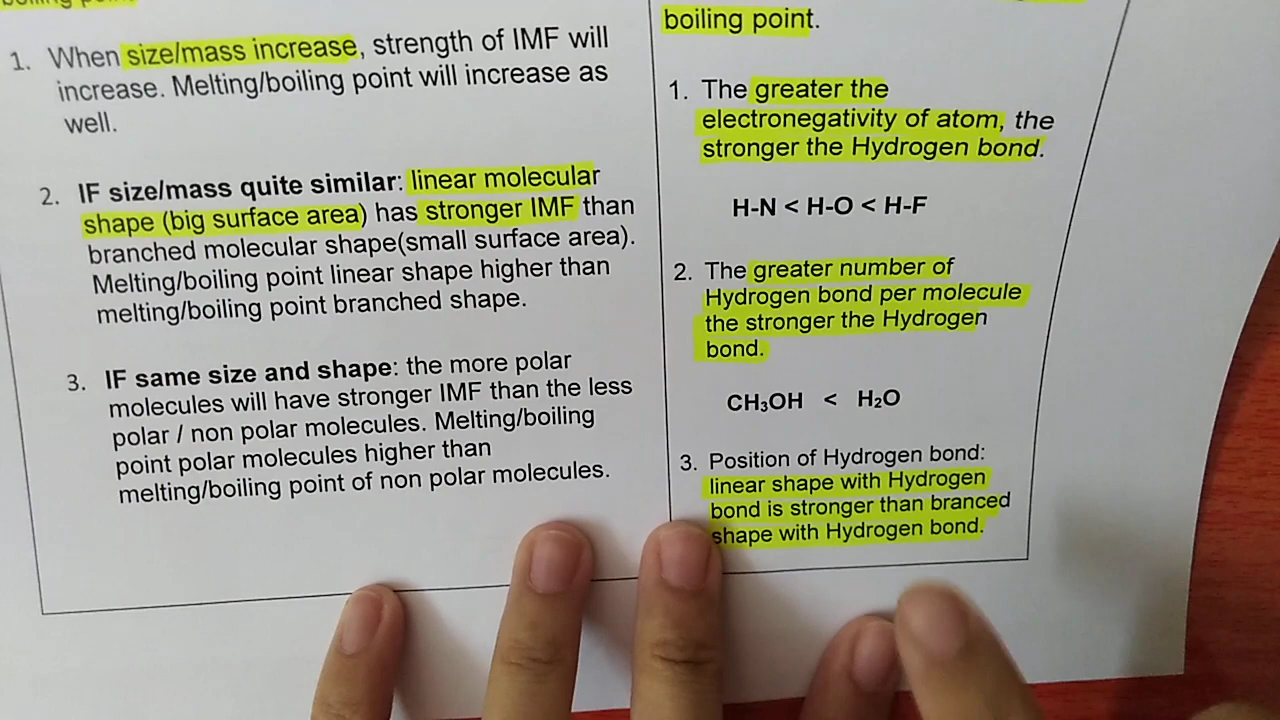 boiling point
1. When size/mass increase, strength of IMF will
increase. Melting/boiling point will increase as
well.
2. IF size/mass quite similar: linear molecular
shape (big surface area) has stronger IMF than
branched molecular shape(small surface area).
Melting/boiling point linear shape higher than
melting/boiling point branched shape.
3. IF same size and shape: the more polar
molecules will have stronger IMF than the less
polar / non polar molecules. Melting/boiling
point polar molecules higher than
melting/boiling point of non polar molecules.
boiling point.
1. The greater the
electronegativity of atom, the
stronger the Hydrogen bond.
H-N < H-O < H-F
2. The greater number of
Hydrogen bond per molecule
the stronger the Hydrogen
bond.
CH₃OH < H₂O
3. Position of Hydrogen bond:
linear shape with Hydrogen
bond is stronger than branced
shape with Hydrogen bond.